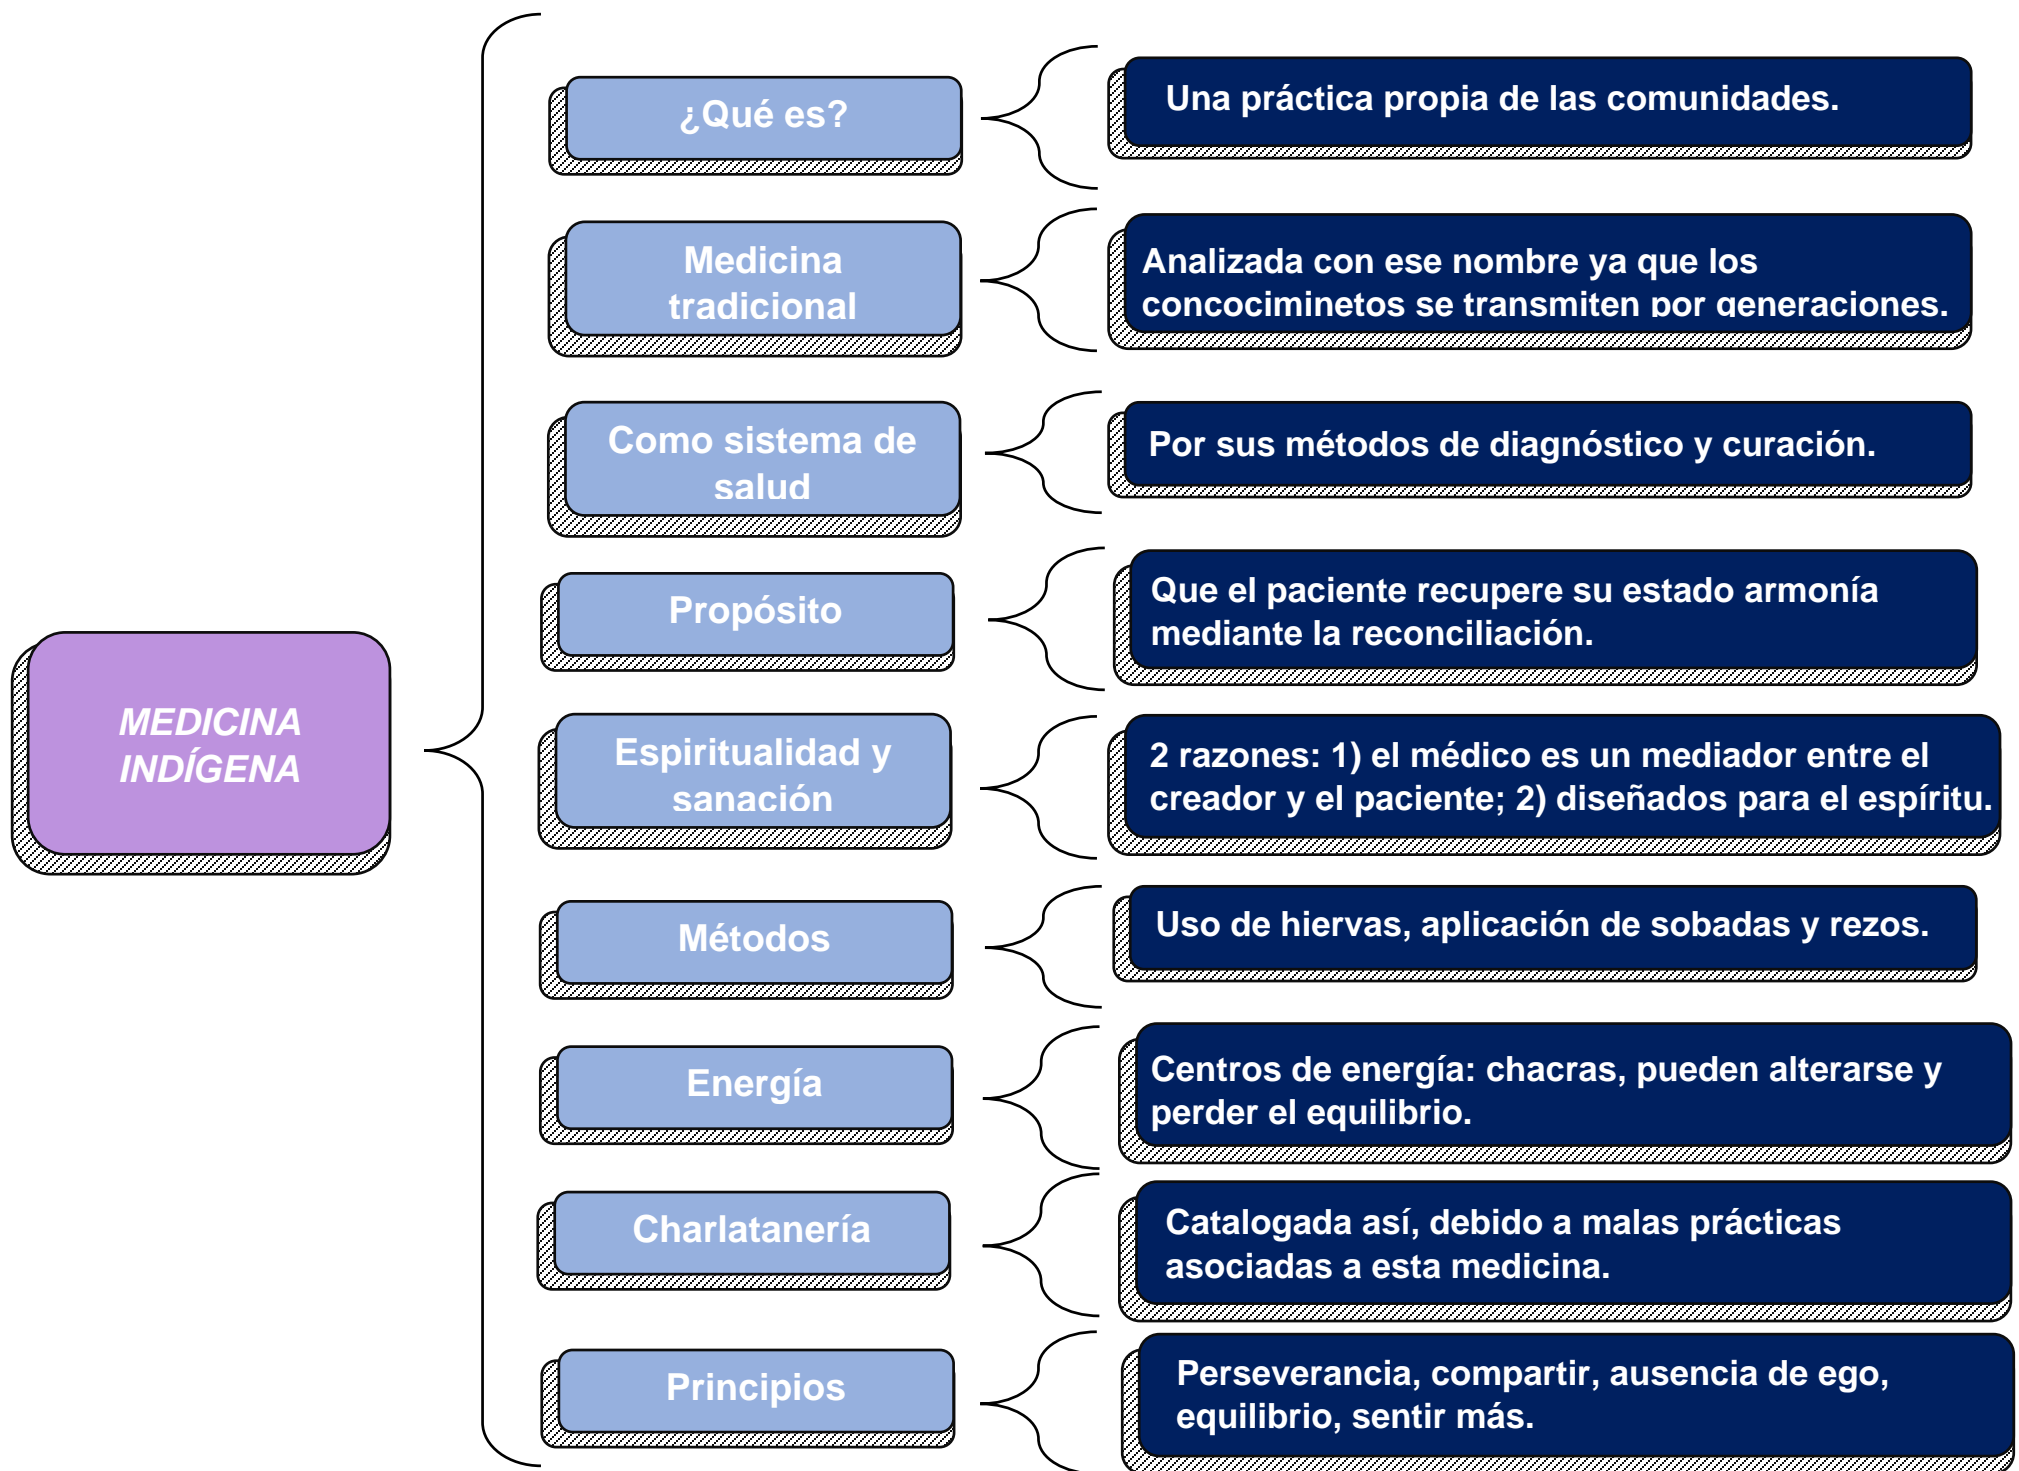 ¿Qué es?
Una práctica propia de las comunidades.
Medicina
tradicional
Analizada con ese nombre ya que los
concociminetos se transmiten por generaciones.
Como sistema de
salud
Por sus métodos de diagnóstico y curación.
Propósito
Que el paciente recupere su estado armonía
mediante la reconciliación.
MEDICINA
INDÍGENA
Espiritualidad y
sanación
2 razones: 1) el médico es un mediador entre el
creador y el paciente; 2) diseñados para el espíritu.
Métodos
Uso de hiervas, aplicación de sobadas y rezos.
Energía
Centros de energía: chacras, pueden alterarse y
perder el equilibrio.
Charlatanería
Catalogada así, debido a malas prácticas
asociadas a esta medicina.
Principios
Perseverancia, compartir, ausencia de ego,
equilibrio, sentir más.